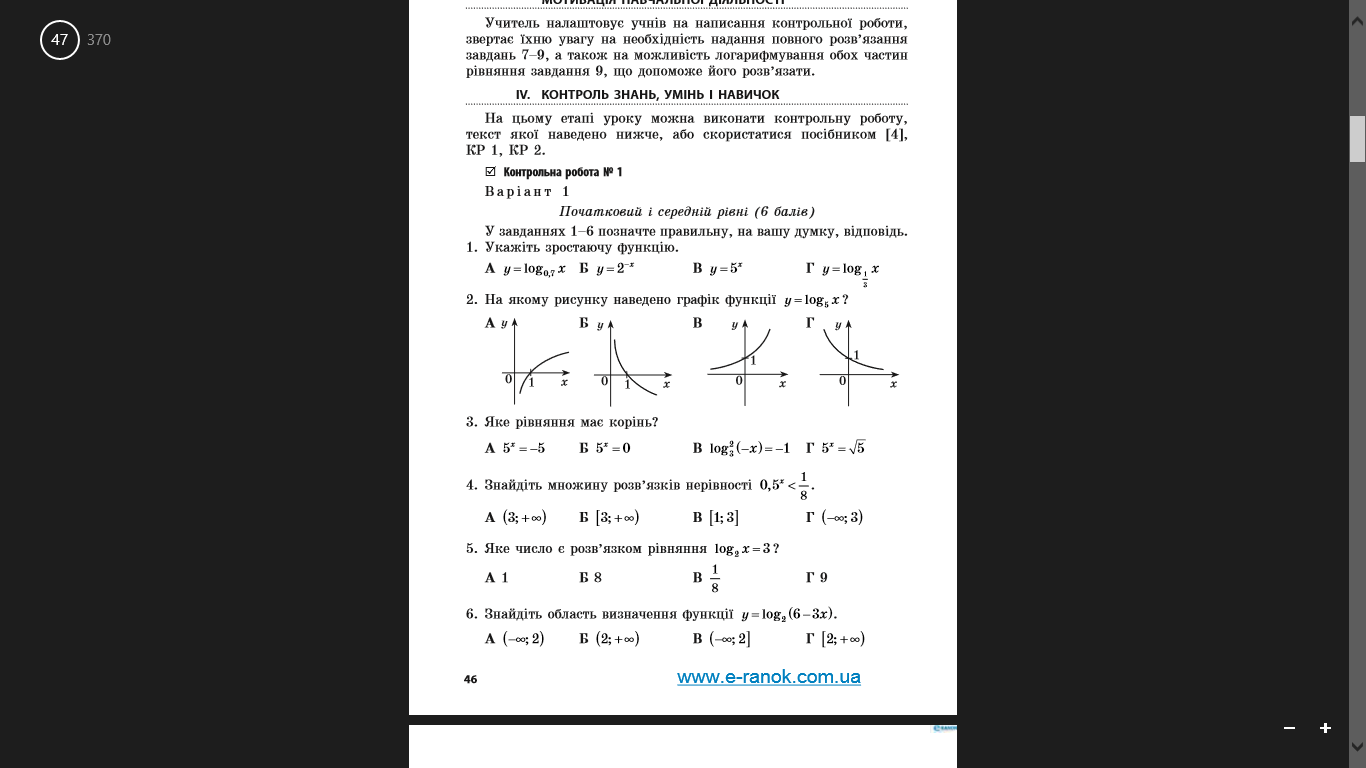 47 370
МОТИВАЦІЯ НАВЧАЛЬНОЇ ДІЯЛЬНОСТІ
Учитель налаштовує учнів на написання контрольної роботи,
звертає їхню увагу на необхідність надання повного розв’язання
завдань 7–9, а також на можливість логарифмування обох частин
рівняння завдання 9, що допоможе його розв’язати.
IV. КОНТРОЛЬ ЗНАНЬ, УМІНЬ І НАВИЧОК
На цьому етапі уроку можна виконати контрольну роботу,
текст якої наведено нижче, або скористатися посібником [4],
КР 1, КР 2.
☑ Контрольна робота № 1
Варіант 1
Початковий і середній рівні (6 балів)
У завданнях 1–6 позначте правильну, на вашу думку, відповідь.
1. Укажіть зростаючу функцію.
А y = log₀,₇ x Б y = 2⁻ˣ В y = 5ˣ Г y = log_{1/3} x
2. На якому рисунку наведено графік функції y = log₅ x?
А y Б y В y Г y
1 1
0 1 x 0 1 x 0 x 0 x
3. Яке рівняння має корінь?
А 5ˣ = –5 Б 5ˣ = 0 В log₃²(–x) = –1 Г 5ˣ = √5
4. Знайдіть множину розв’язків нерівності 0,5ˣ < 1/8.
А (3; +∞) Б [3; +∞) В [1; 3] Г (–∞; 3)
5. Яке число є розв’язком рівняння log₂ x = 3?
А 1 Б 8 В 1/8 Г 9
6. Знайдіть область визначення функції y = log₂(6 – 3x).
А (–∞; 2) Б (2; +∞) В (–∞; 2] Г [2; +∞)
46 www.e-ranok.com.ua